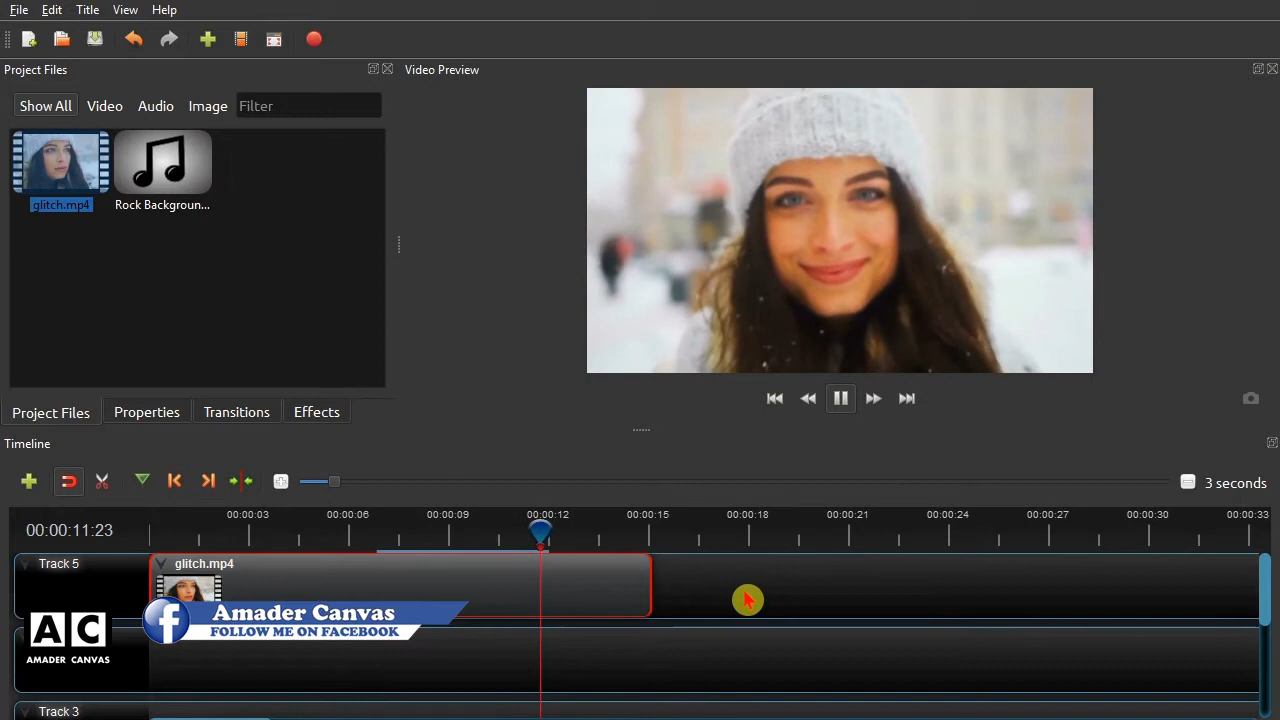 File Edit Title View Help
Project Files
Video Preview
Show All Video Audio Image Filter
glitch.mp4
Rock Backgroun...
Project Files Properties Transitions Effects
Timeline
3 seconds
00:00:11:23
00:00:03 00:00:06 00:00:09 00:00:12 00:00:15 00:00:18 00:00:21 00:00:24 00:00:27 00:00:30 00:00:33
Track 5
glitch.mp4
A|C
AMADER CANVAS
f
Amader Canvas
FOLLOW ME ON FACEBOOK
Track 3